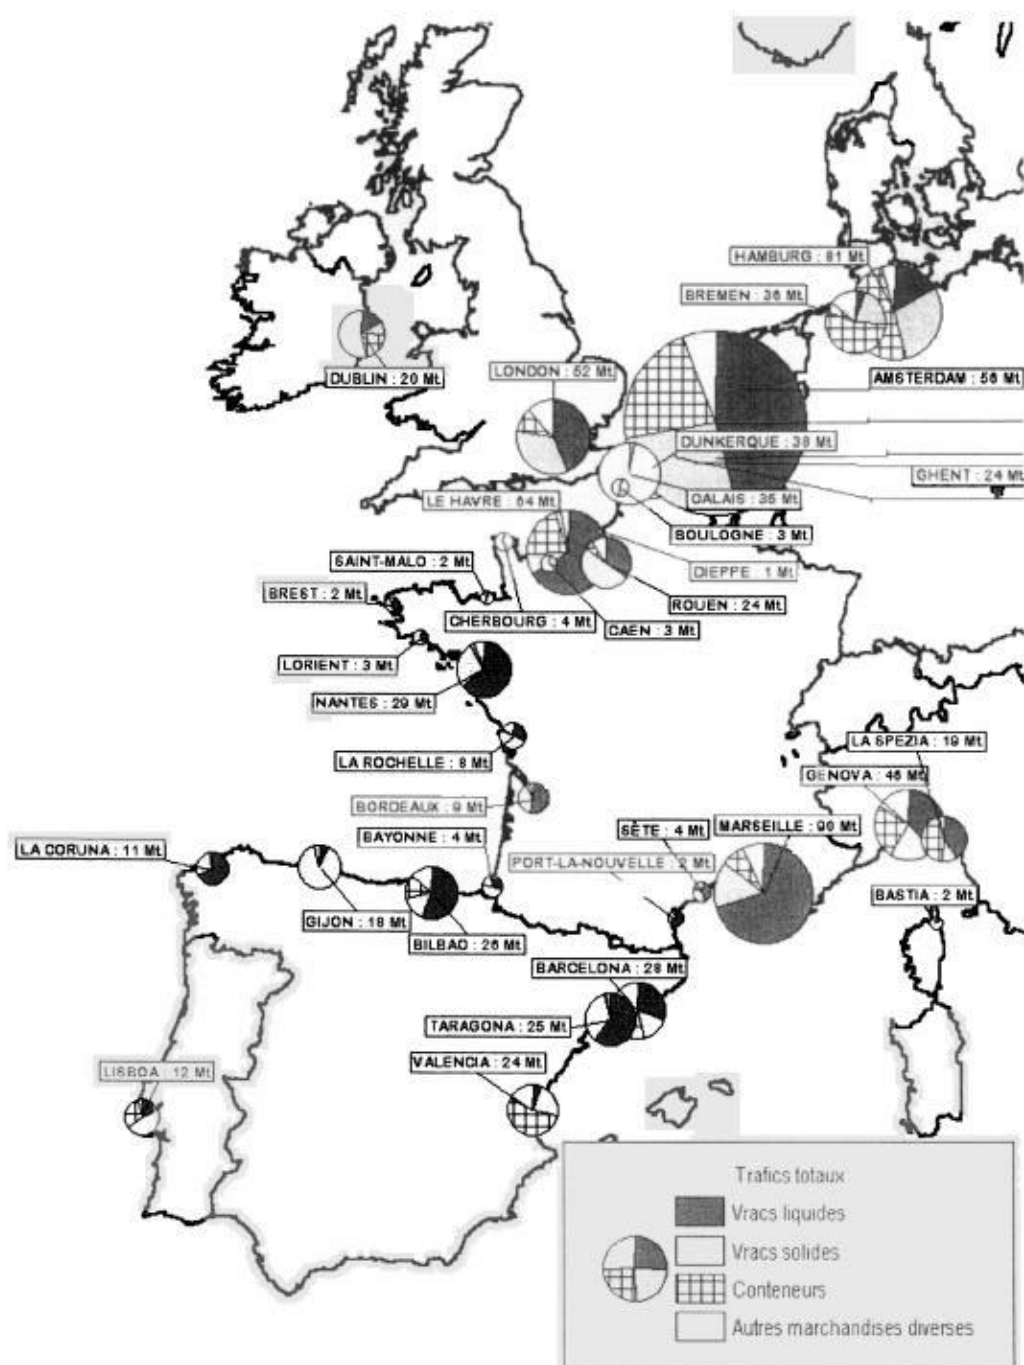 HAMBURG : 81 Mt
BREMEN : 36 Mt
DUBLIN : 20 Mt
LONDON : 52 Mt
AMSTERDAM : 56 Mt
DUNKERQUE : 38 Mt
GHENT : 24 Mt
LE HAVRE : 64 Mt
CALAIS : 35 Mt
BOULOGNE : 3 Mt
SAINT-MALO : 2 Mt
DIEPPE : 1 Mt
BREST : 2 Mt
ROUEN : 24 Mt
CHERBOURG : 4 Mt
CAEN : 3 Mt
LORIENT : 3 Mt
NANTES : 29 Mt
LA SPEZIA : 19 Mt
LA ROCHELLE : 8 Mt
GENOVA : 46 Mt
BORDEAUX : 9 Mt
BAYONNE : 4 Mt
SÈTE : 4 Mt
MARSEILLE : 90 Mt
LA CORUNA : 11 Mt
PORT-LA-NOUVELLE : 2 Mt
BASTIA : 2 Mt
GIJON : 18 Mt
BILBAO : 26 Mt
BARCELONA : 28 Mt
TARAGONA : 25 Mt
VALENCIA : 24 Mt
LISBOA : 12 Mt
Trafics totaux
Vracs liquides
Vracs solides
Conteneurs
Autres marchandises diverses